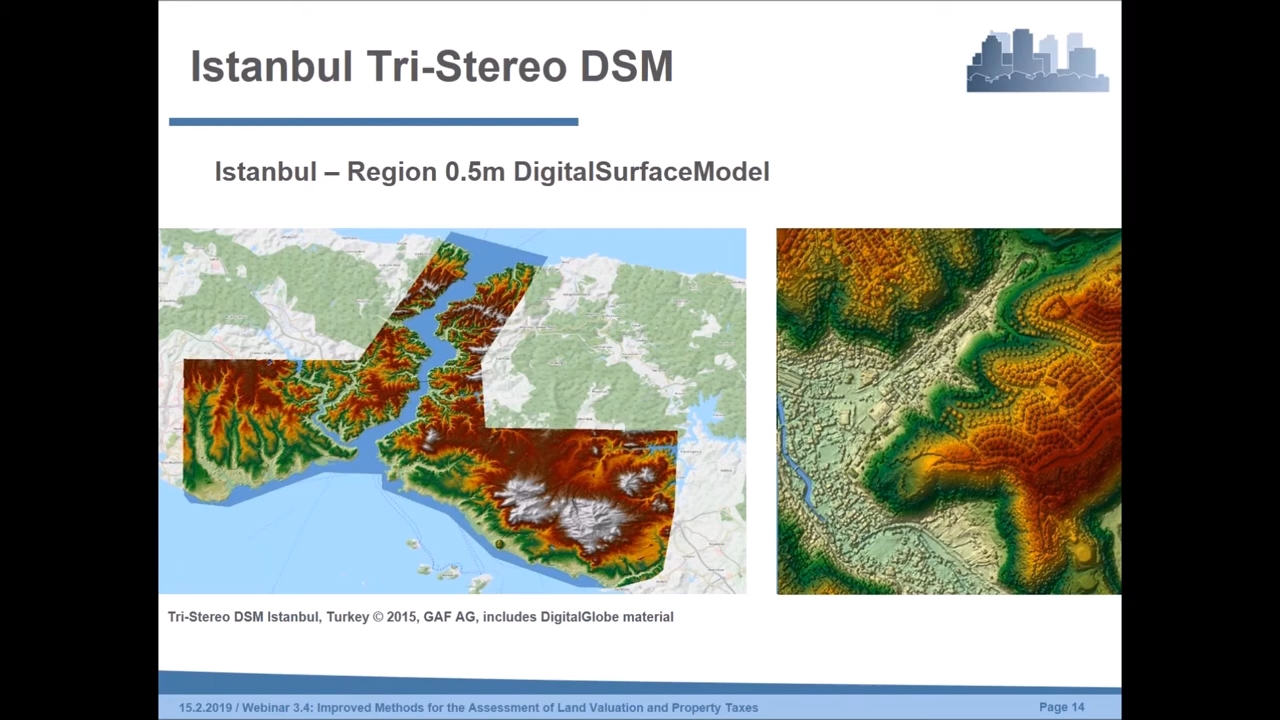 Istanbul Tri-Stereo DSM
Istanbul – Region 0.5m DigitalSurfaceModel
Tri-Stereo DSM Istanbul, Turkey © 2015, GAF AG, includes DigitalGlobe material
15.2.2019 / Webinar 3.4: Improved Methods for the Assessment of Land Valuation and Property Taxes
Page 14